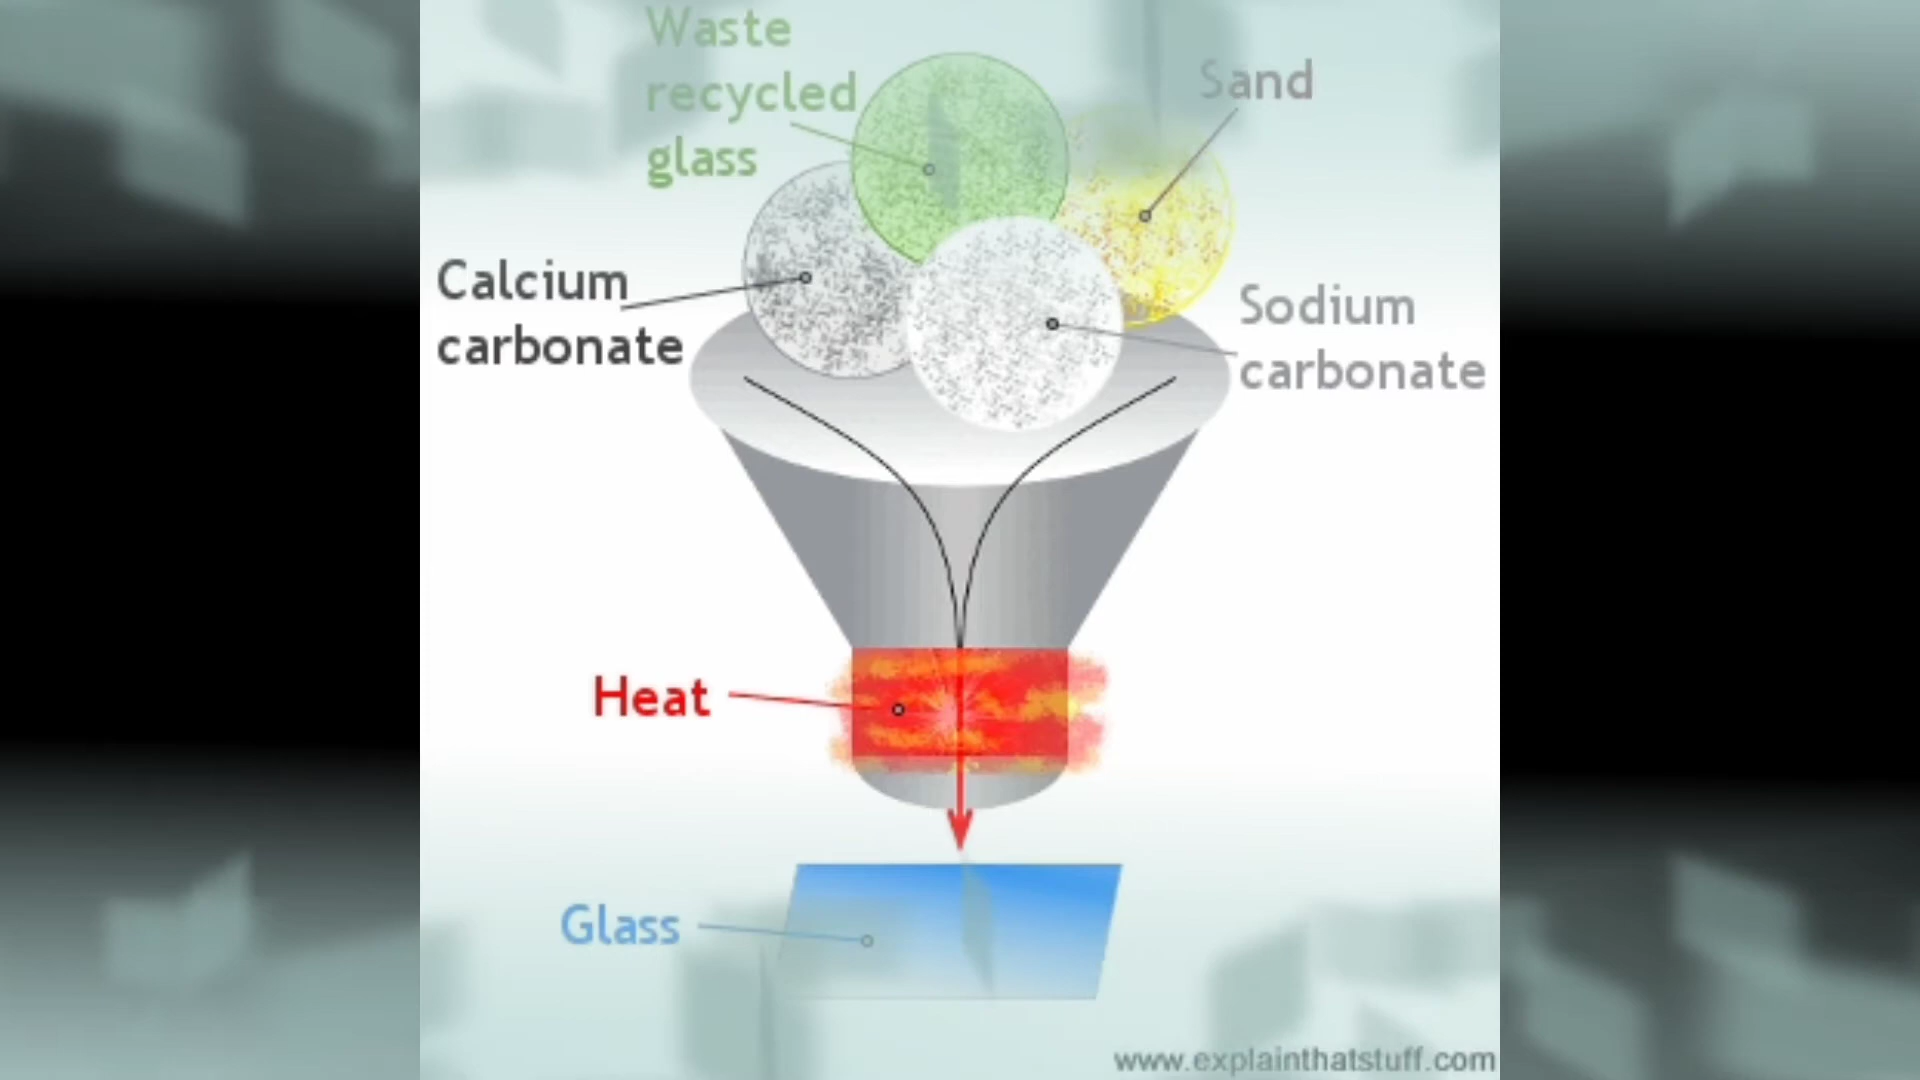 Waste
recycled
glass
Sand
Calcium
carbonate
Sodium
carbonate
Heat
Glass
www.explainthatstuff.com